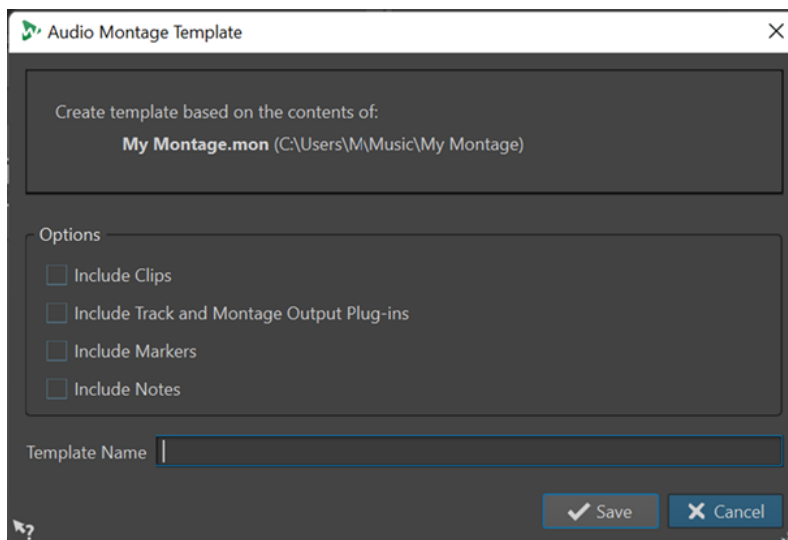 Audio Montage Template
Create template based on the contents of:
My Montage.mon (C:\Users\M\Music\My Montage)
Options
Include Clips
Include Track and Montage Output Plug-ins
Include Markers
Include Notes
Template Name
Save Cancel
?